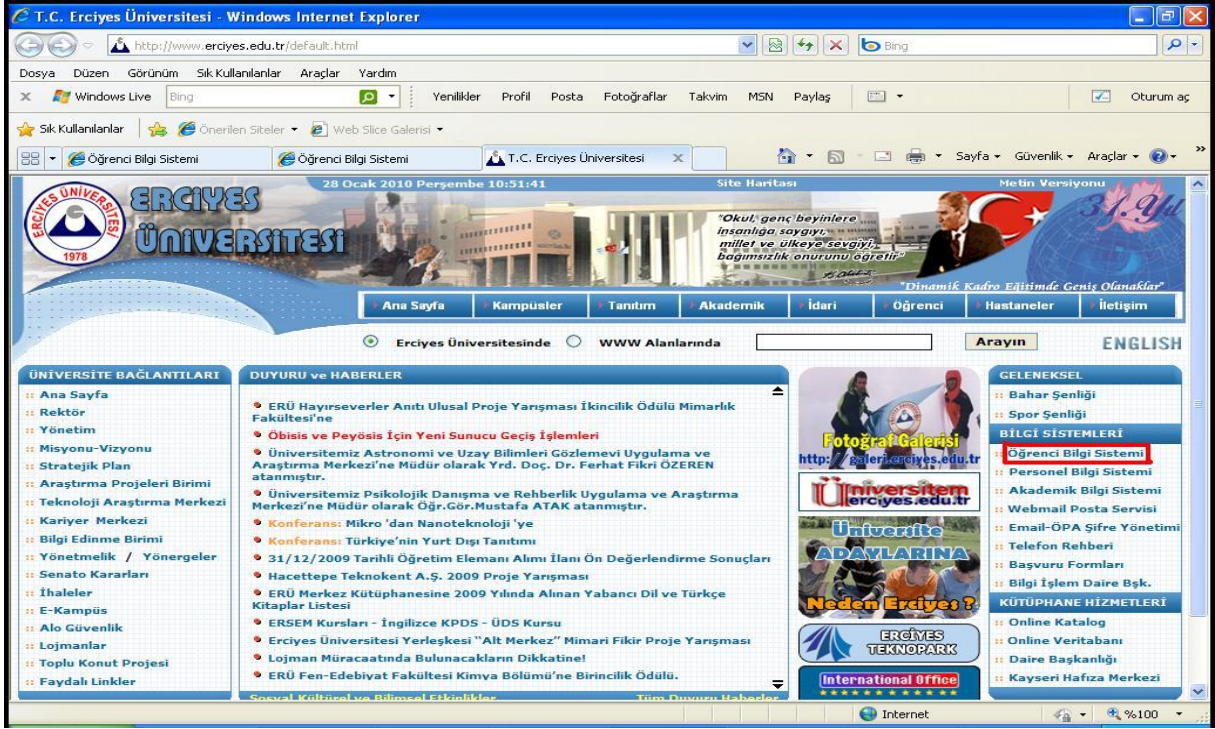 T.C. Erciyes Üniversitesi - Windows Internet Explorer
http://www.erciyes.edu.tr/default.html
Bing
Dosya Düzen Görünüm Sık Kullanılanlar Araçlar Yardım
Windows Live Bing Yenilikler Profil Posta Fotoğraflar Takvim MSN Paylaş Oturum aç
Sık Kullanılanlar Önerilen Siteler Web Slice Galerisi
Öğrenci Bilgi Sistemi Öğrenci Bilgi Sistemi T.C. Erciyes Üniversitesi Sayfa Güvenlik Araçlar
28 Ocak 2010 Perşembe 10:51:41 Site Haritası Metin Versiyonu
ERCİYES ÜNİVERSİTESİ
1978
ERCİYES
ÜNİVERSİTESİ
"Okul, genç beyinlere
insanlığa saygıyı,
millet ve ülkeye sevgiyi,
bağımsızlık onurunu öğretir"
31.Yıl
"Dinamik Kadro Eğitimde Geniş Olanaklar"
Ana Sayfa Kampüsler Tanıtım Akademik İdari Öğrenci Hastaneler İletişim
Erciyes Üniversitesinde WWW Alanlarında Arayın ENGLISH
ÜNİVERSİTE BAĞLANTILARI
:: Ana Sayfa
:: Rektör
:: Yönetim
:: Misyonu-Vizyonu
:: Stratejik Plan
:: Araştırma Projeleri Birimi
:: Teknoloji Araştırma Merkezi
:: Kariyer Merkezi
:: Bilgi Edinme Birimi
:: Yönetmelik / Yönergeler
:: Senato Kararları
:: İhaleler
:: E-Kampüs
:: Alo Güvenlik
:: Lojmanlar
:: Toplu Konut Projesi
:: Faydalı Linkler
DUYURU ve HABERLER
ERÜ Hayırseverler Anıtı Ulusal Proje Yarışması İkincilik Ödülü Mimarlık
Fakültesi'ne
Öbisis ve Peyösis İçin Yeni Sunucu Geçiş İşlemleri
Üniversitemiz Astronomi ve Uzay Bilimleri Gözlemevi Uygulama ve
Araştırma Merkezi'ne Müdür olarak Yrd. Doç. Dr. Ferhat Fikri ÖZEREN
atanmıştır.
Üniversitemiz Psikolojik Danışma ve Rehberlik Uygulama ve Araştırma
Merkezi'ne Müdür olarak Öğr.Gör.Mustafa ATAK atanmıştır.
Konferans: Mikro 'dan Nanoteknoloji 'ye
Konferans: Türkiye'nin Yurt Dışı Tanıtımı
31/12/2009 Tarihli Öğretim Elemanı Alımı İlanı Ön Değerlendirme Sonuçları
Hacettepe Teknokent A.Ş. 2009 Proje Yarışması
ERÜ Merkez Kütüphanesine 2009 Yılında Alınan Yabancı Dil ve Türkçe
Kitaplar Listesi
ERSEM Kursları - İngilizce KPDS - ÜDS Kursu
Erciyes Üniversitesi Yerleşkesi "Alt Merkez" Mimari Fikir Proje Yarışması
Lojman Müracaatında Bulunacakların Dikkatine!
ERÜ Fen-Edebiyat Fakültesi Kimya Bölümü'ne Birincilik Ödülü.
Sosyal Kültürel ve Bilimsel Etkinlikler Tüm Duyuru Haberler
Fotoğraf Galerisi
http://galeri.erciyes.edu.tr
Üniversitem
erciyes.edu.tr
Üniversite
ADAYLARINA
Neden Erciyes ?
ERCİYES
TEKNOPARK
International Office
GELENEKSEL
:: Bahar Şenliği
:: Spor Şenliği
BİLGİ SİSTEMLERİ
:: Öğrenci Bilgi Sistemi
:: Personel Bilgi Sistemi
:: Akademik Bilgi Sistemi
:: Webmail Posta Servisi
:: Email-ÖPA Şifre Yönetimi
:: Telefon Rehberi
:: Başvuru Formları
:: Bilgi İşlem Daire Bşk.
KÜTÜPHANE HİZMETLERİ
:: Online Katalog
:: Online Veritabanı
:: Daire Başkanlığı
:: Kayseri Hafıza Merkezi
Internet %100